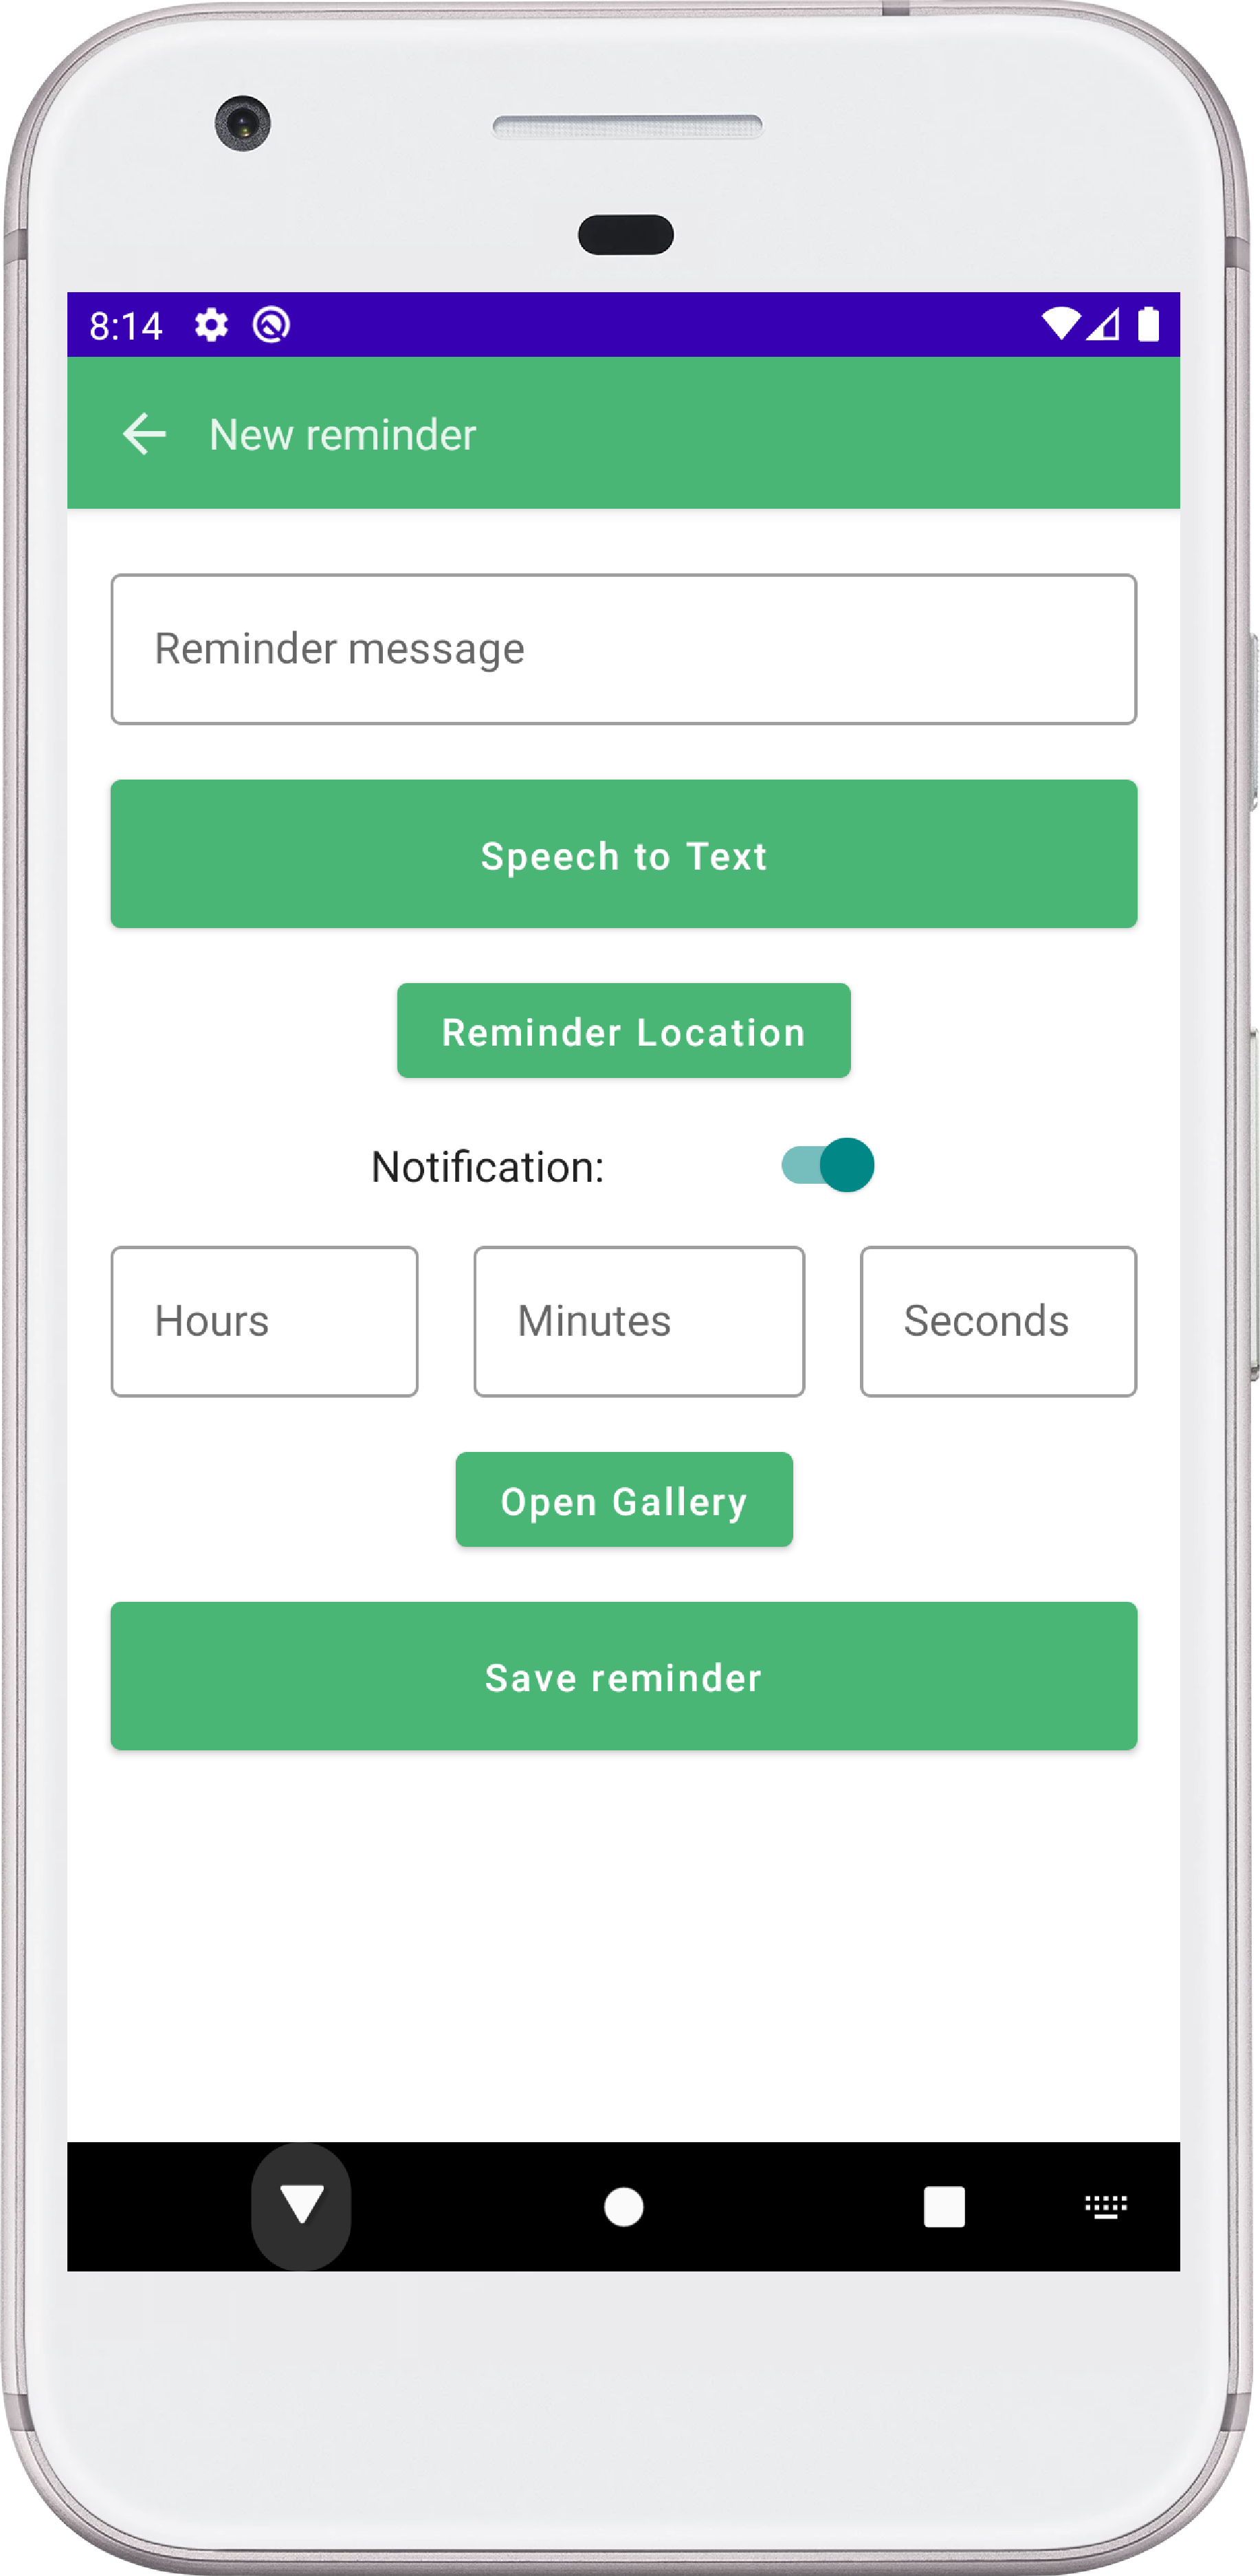 8:14
New reminder
Reminder message
Speech to Text
Reminder Location
Notification:
Hours Minutes Seconds
Open Gallery
Save reminder